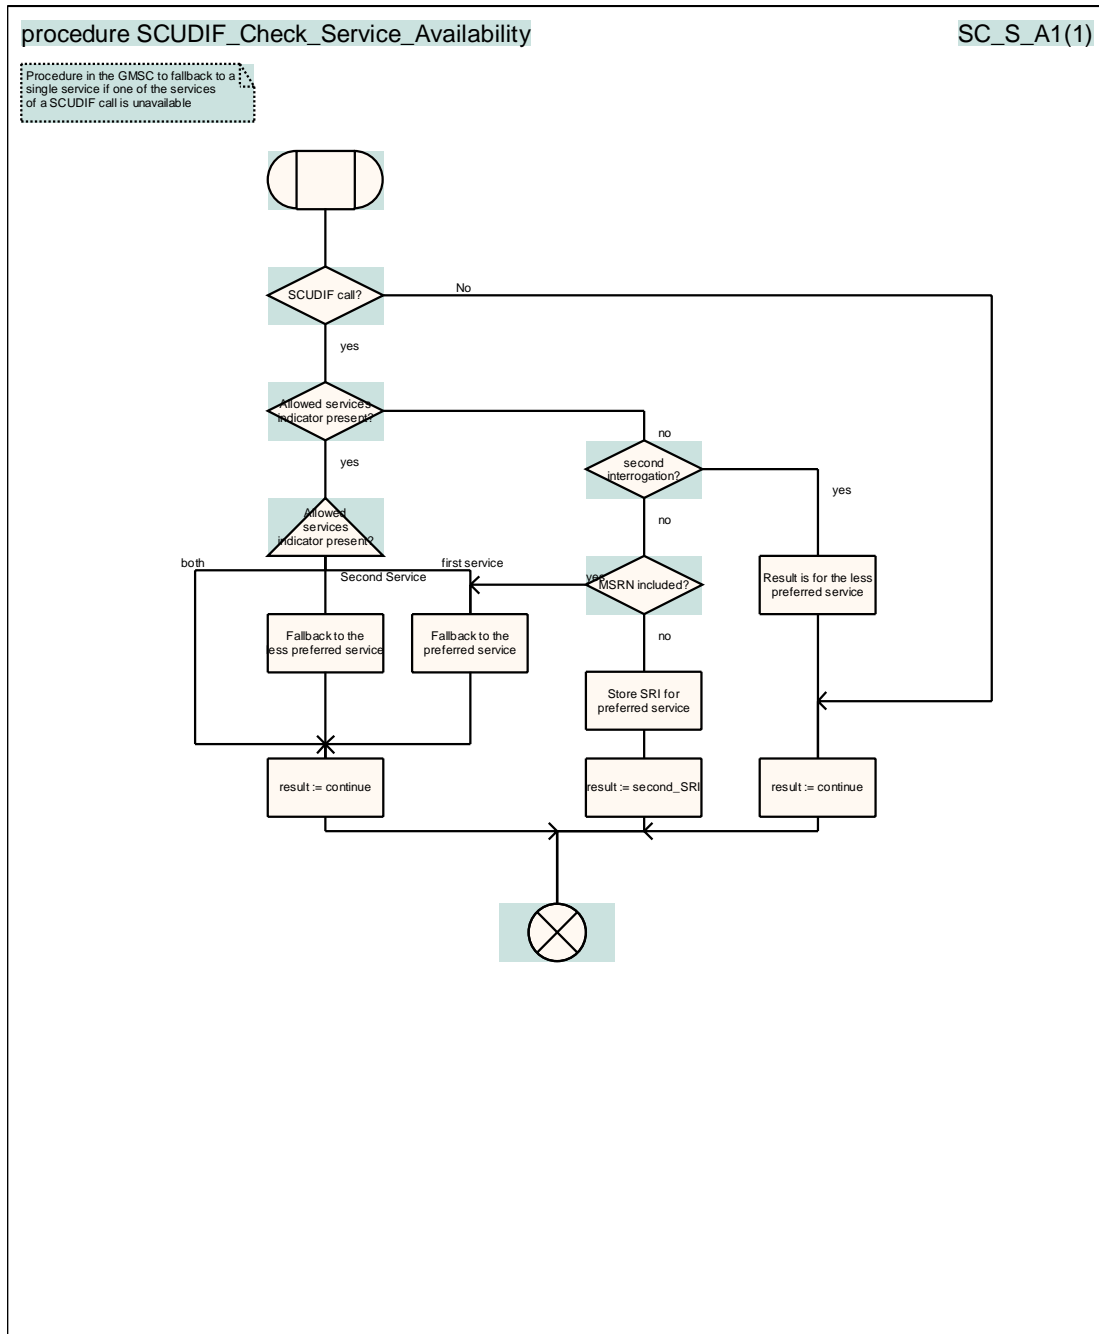 procedure SCUDIF_Check_Service_Availability
SC_S_A1(1)
Procedure in the GMSC to fallback to a
single service if one of the services
of a SCUDIF call is unavailable
SCUDIF call?
No
yes
Allowed services
indicator present?
no
yes
second
interrogation?
yes
no
Allowed
services
indicator present?
both
Second Service
first service
yes
MSRN included?
no
Result is for the less
preferred service
Fallback to the
less preferred service
Fallback to the
preferred service
Store SRI for
preferred service
result := continue
result := second_SRI
result := continue